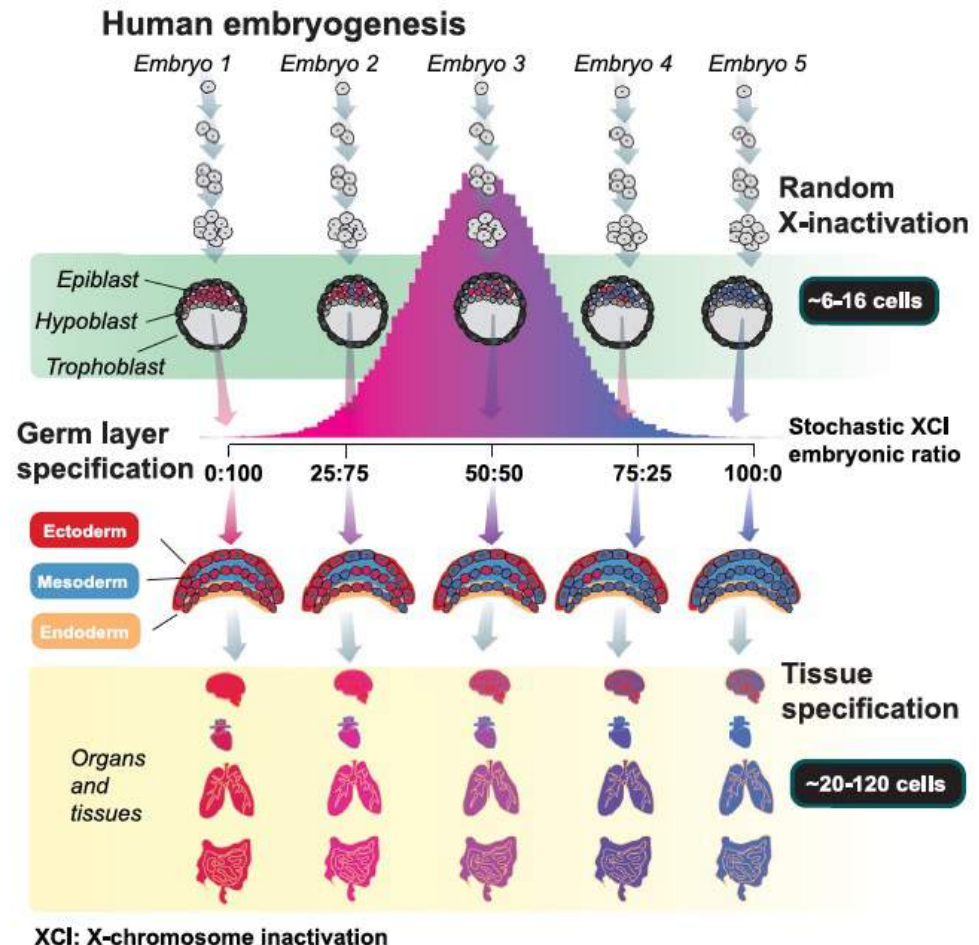 Human embryogenesis
Embryo 1
Embryo 2
Embryo 3
Embryo 4
Embryo 5
Random
X-inactivation
Epiblast
Hypoblast
Trophoblast
~6-16 cells
Germ layer
specification
Stochastic XCI
embryonic ratio
0:100
25:75
50:50
75:25
100:0
Ectoderm
Mesoderm
Endoderm
Tissue
specification
Organs
and
tissues
~20-120 cells
XCI: X-chromosome inactivation